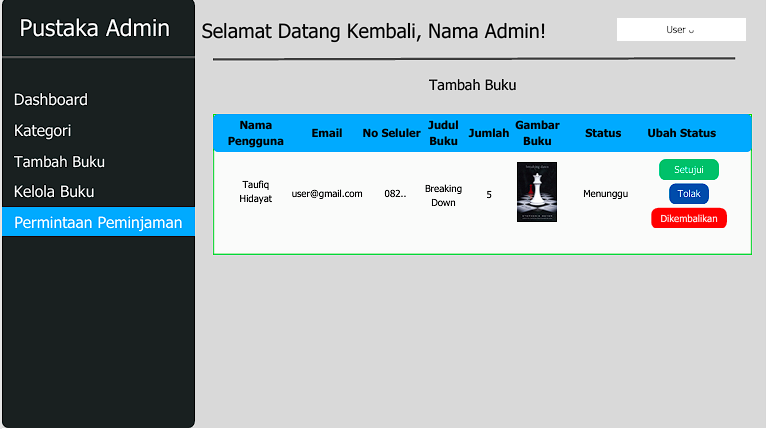 Pustaka Admin
Selamat Datang Kembali, Nama Admin!
User
Dashboard
Kategori
Tambah Buku
Kelola Buku
Permintaan Peminjaman
Tambah Buku
Nama Pengguna
Email
No Seluler
Judul Buku
Jumlah
Gambar Buku
Status
Ubah Status
Taufiq Hidayat
user@gmail.com
082..
Breaking Down
5
Menunggu
Setujui
Tolak
Dikembalikan